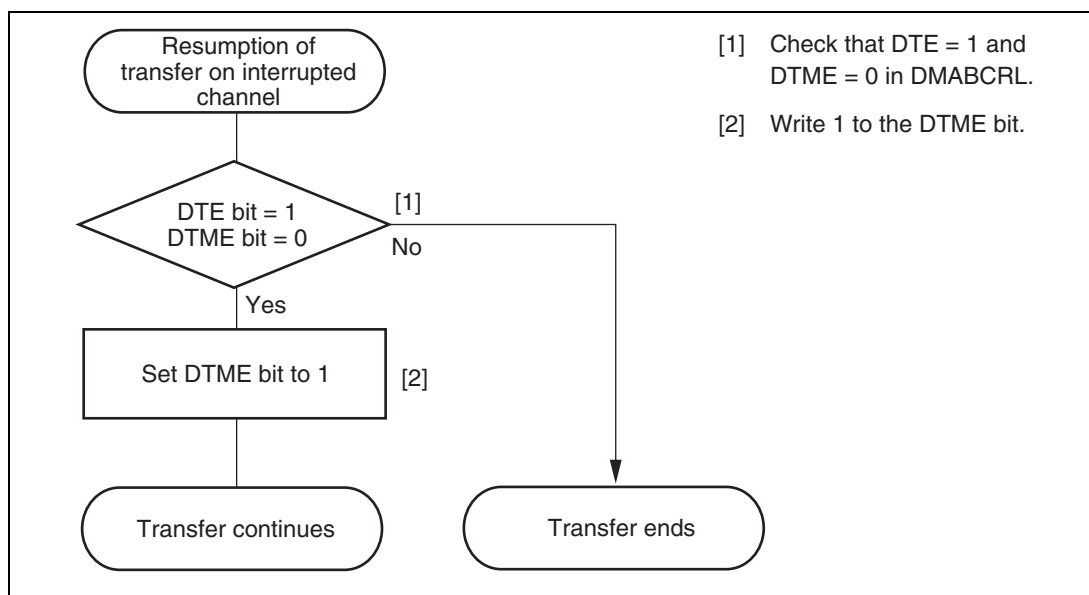 Resumption of
transfer on interrupted
channel
DTE bit = 1
DTME bit = 0
[1]
No
Yes
Set DTME bit to 1
[2]
Transfer continues
Transfer ends
[1] Check that DTE = 1 and
DTME = 0 in DMABCRL.
[2] Write 1 to the DTME bit.